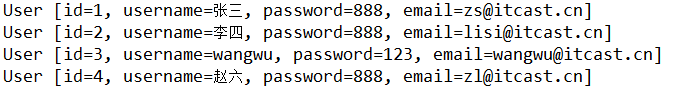 User [id=1, username=张三, password=888, email=zs@itcast.cn]
User [id=2, username=李四, password=888, email=lisi@itcast.cn]
User [id=3, username=wangwu, password=123, email=wangwu@itcast.cn]
User [id=4, username=赵六, password=888, email=zl@itcast.cn]